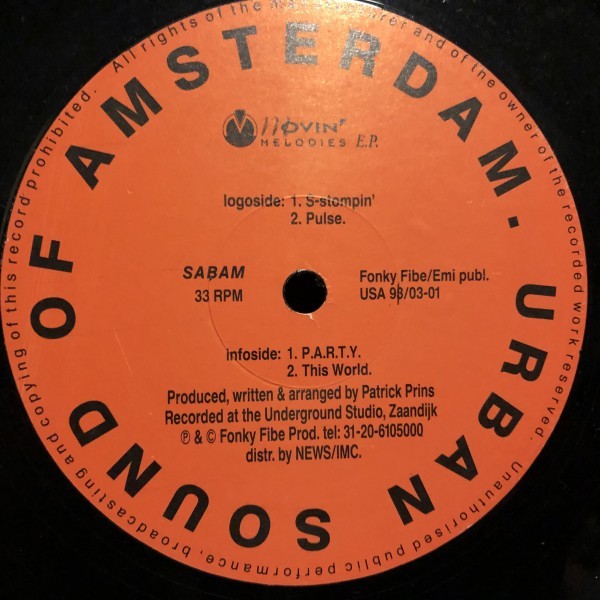 All rights of the
and of the owner of the recorded work reserved. Unauthorised public performance, broadcasting and copying of this record prohibited.
URBAN SOUND OF AMSTERDAM.
Movin'
MELODIES E.P.
logoside: 1. S-stompin'
2. Pulse.
SABAM
33 RPM
Fonky Fibe/Emi publ.
USA 93/03-01
infoside: 1. P.A.R.T.Y.
2. This World.
Produced, written & arranged by Patrick Prins
Recorded at the Underground Studio, Zaandijk
℗ & © Fonky Fibe Prod. tel: 31-20-6105000
distr. by NEWS/IMC.